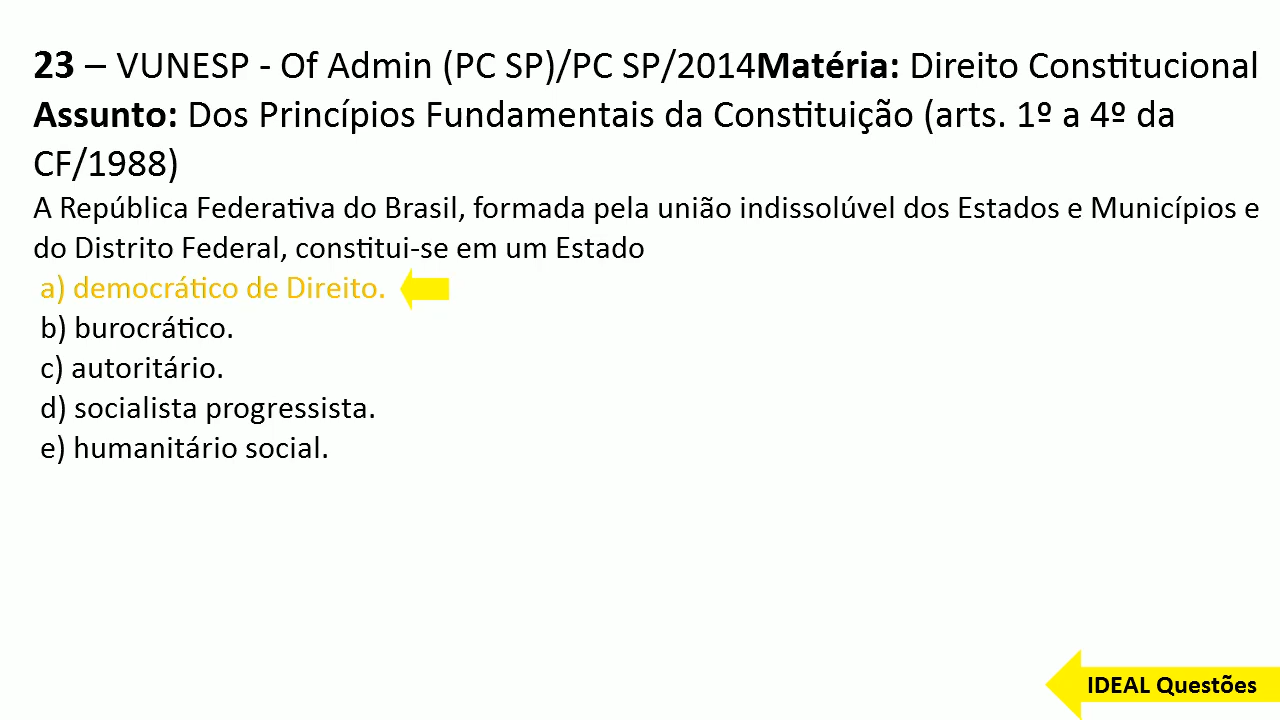 23 – VUNESP - Of Admin (PC SP)/PC SP/2014Matéria: Direito Constitucional
Assunto: Dos Princípios Fundamentais da Constituição (arts. 1º a 4º da
CF/1988)
A República Federativa do Brasil, formada pela união indissolúvel dos Estados e Municípios e
do Distrito Federal, constitui-se em um Estado
a) democrático de Direito.
b) burocrático.
c) autoritário.
d) socialista progressista.
e) humanitário social.
IDEAL Questões